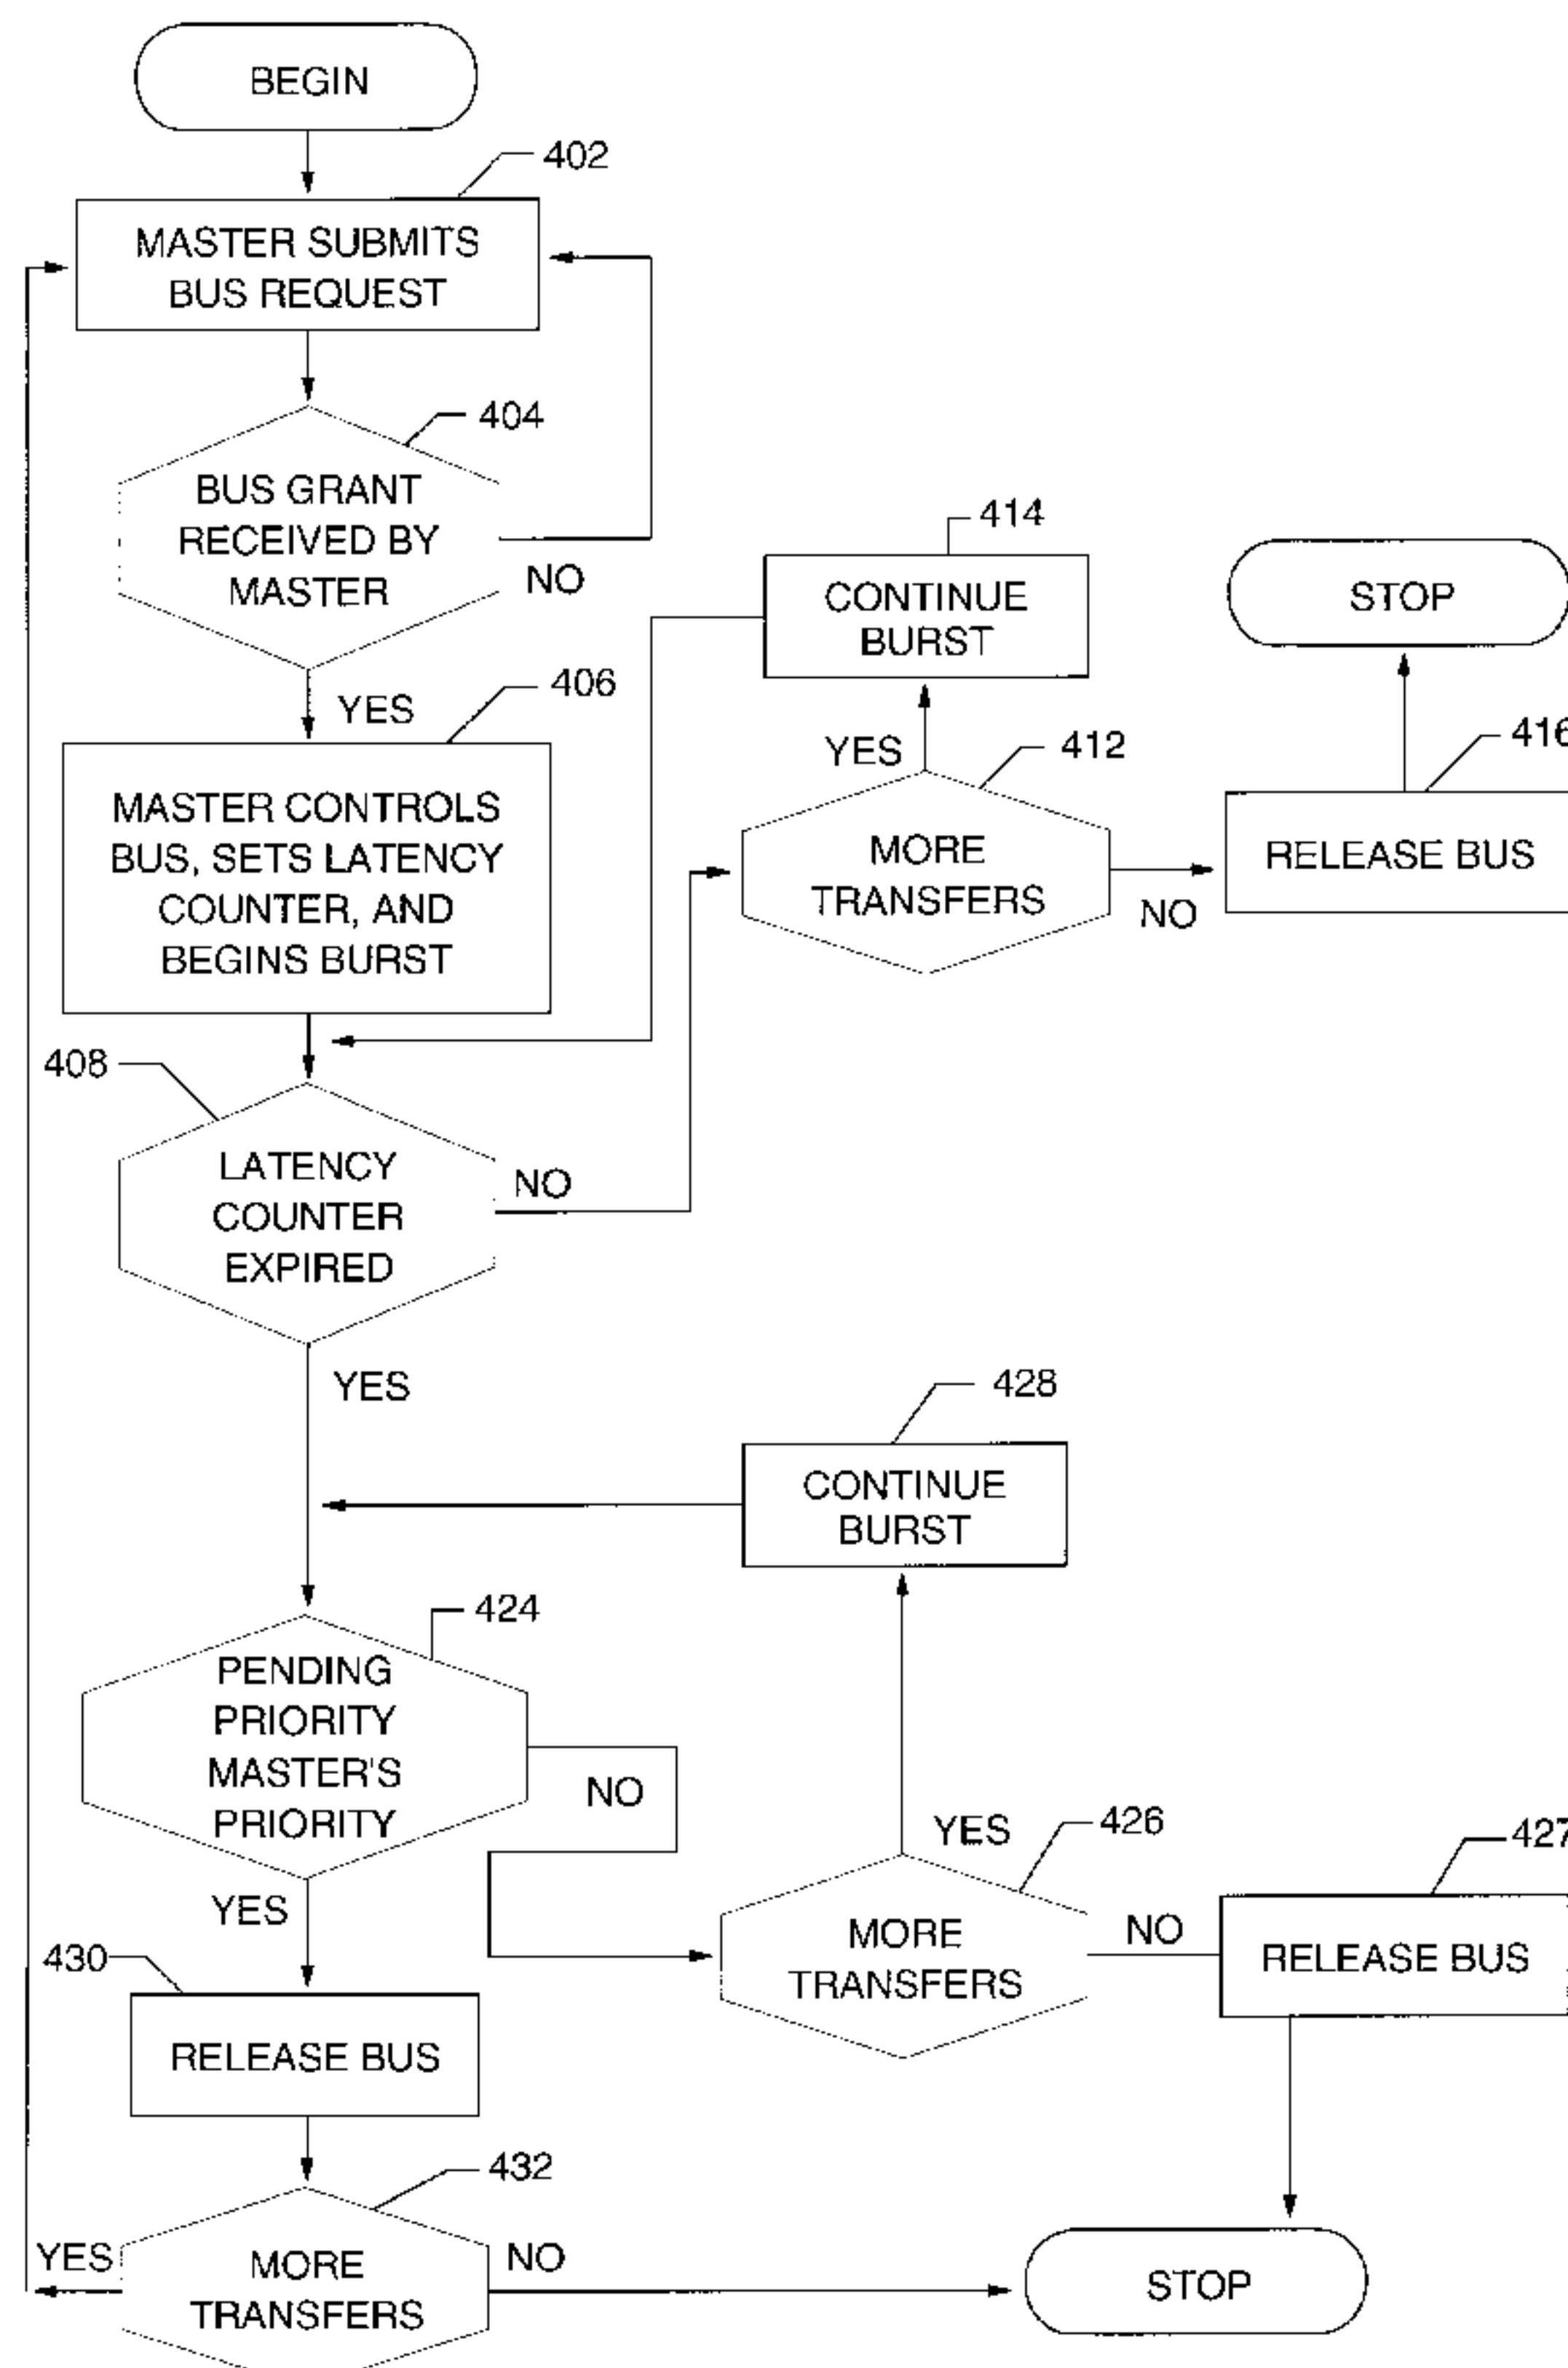 BEGIN
402
MASTER SUBMITS
BUS REQUEST
404
BUS GRANT
RECEIVED BY
MASTER
NO
YES
406
MASTER CONTROLS
BUS, SETS LATENCY
COUNTER, AND
BEGINS BURST
414
CONTINUE
BURST
STOP
YES
412
MORE
TRANSFERS
NO
416
RELEASE BUS
408
LATENCY
COUNTER
EXPIRED
NO
YES
428
CONTINUE
BURST
424
PENDING
PRIORITY
MASTER'S
PRIORITY
NO
YES
YES
426
MORE
TRANSFERS
NO
427
RELEASE BUS
430
RELEASE BUS
432
YES
MORE
TRANSFERS
NO
STOP